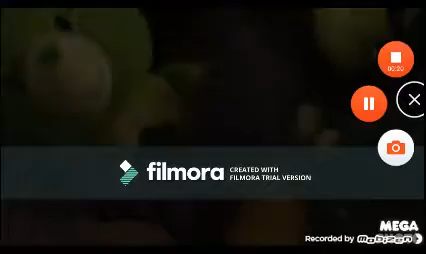 00:20
filmora
CREATED WITH
FILMORA TRIAL VERSION
MEGA
Recorded by Mobizen